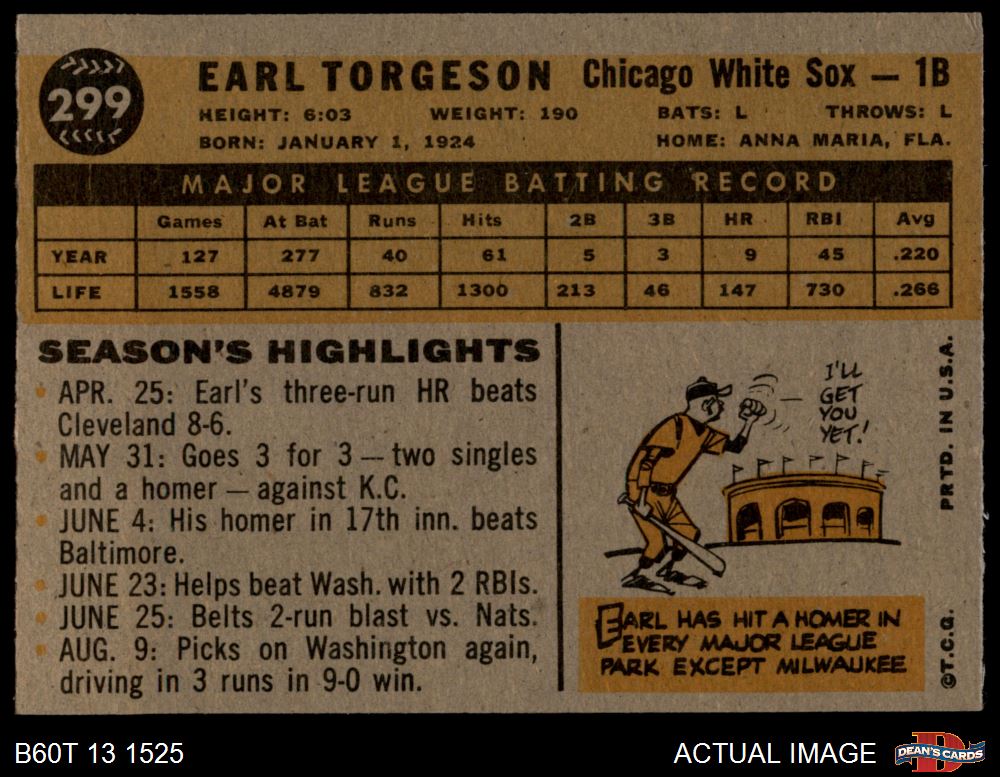 299
EARL TORGESON Chicago White Sox — 1B
HEIGHT: 6:03 WEIGHT: 190 BATS: L THROWS: L
BORN: JANUARY 1, 1924 HOME: ANNA MARIA, FLA.
MAJOR LEAGUE BATTING RECORD
Games At Bat Runs Hits 2B 3B HR RBI Avg
YEAR 127 277 40 61 5 3 9 45 .220
LIFE 1558 4879 832 1300 213 46 147 730 .266
SEASON'S HIGHLIGHTS
• APR. 25: Earl's three-run HR beats
Cleveland 8-6.
• MAY 31: Goes 3 for 3 — two singles
and a homer — against K.C.
• JUNE 4: His homer in 17th inn. beats
Baltimore.
• JUNE 23: Helps beat Wash. with 2 RBIs.
• JUNE 25: Belts 2-run blast vs. Nats.
• AUG. 9: Picks on Washington again,
driving in 3 runs in 9-0 win.
I'LL
GET
YOU
YET!
EARL HAS HIT A HOMER IN
EVERY MAJOR LEAGUE
PARK EXCEPT MILWAUKEE
©T.C.G. PRTD. IN U.S.A.
B60T 13 1525 ACTUAL IMAGE
DEAN'S CARDS